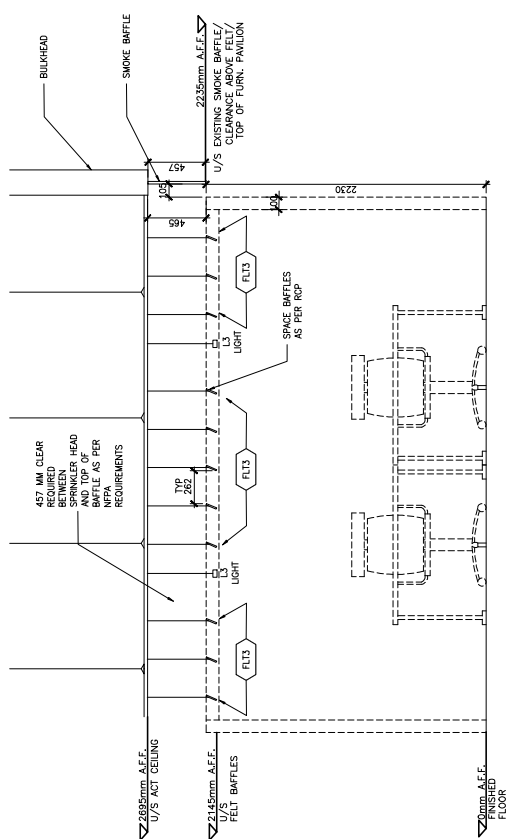 BULKHEAD
SMOKE BAFFLE
2235mm A.F.F.
U/S EXISTING SMOKE BAFFLE/
CLEARANCE ABOVE FELT/
TOP OF FURN. PAVILION
457
105
465
2230
100
FLT3
L3
LIGHT
SPACE BAFFLES
AS PER RCP
457 MM CLEAR
REQUIRED
BETWEEN
SPRINKLER HEAD
AND TOP OF
BAFFLE AS PER
NFPA
REQUIREMENTS
TYP
262
FLT3
L3
LIGHT
FLT3
2695mm A.F.F.
U/S ACT CEILING
2145mm A.F.F.
U/S
FELT BAFFLES
0mm A.F.F.
FINISHED
FLOOR